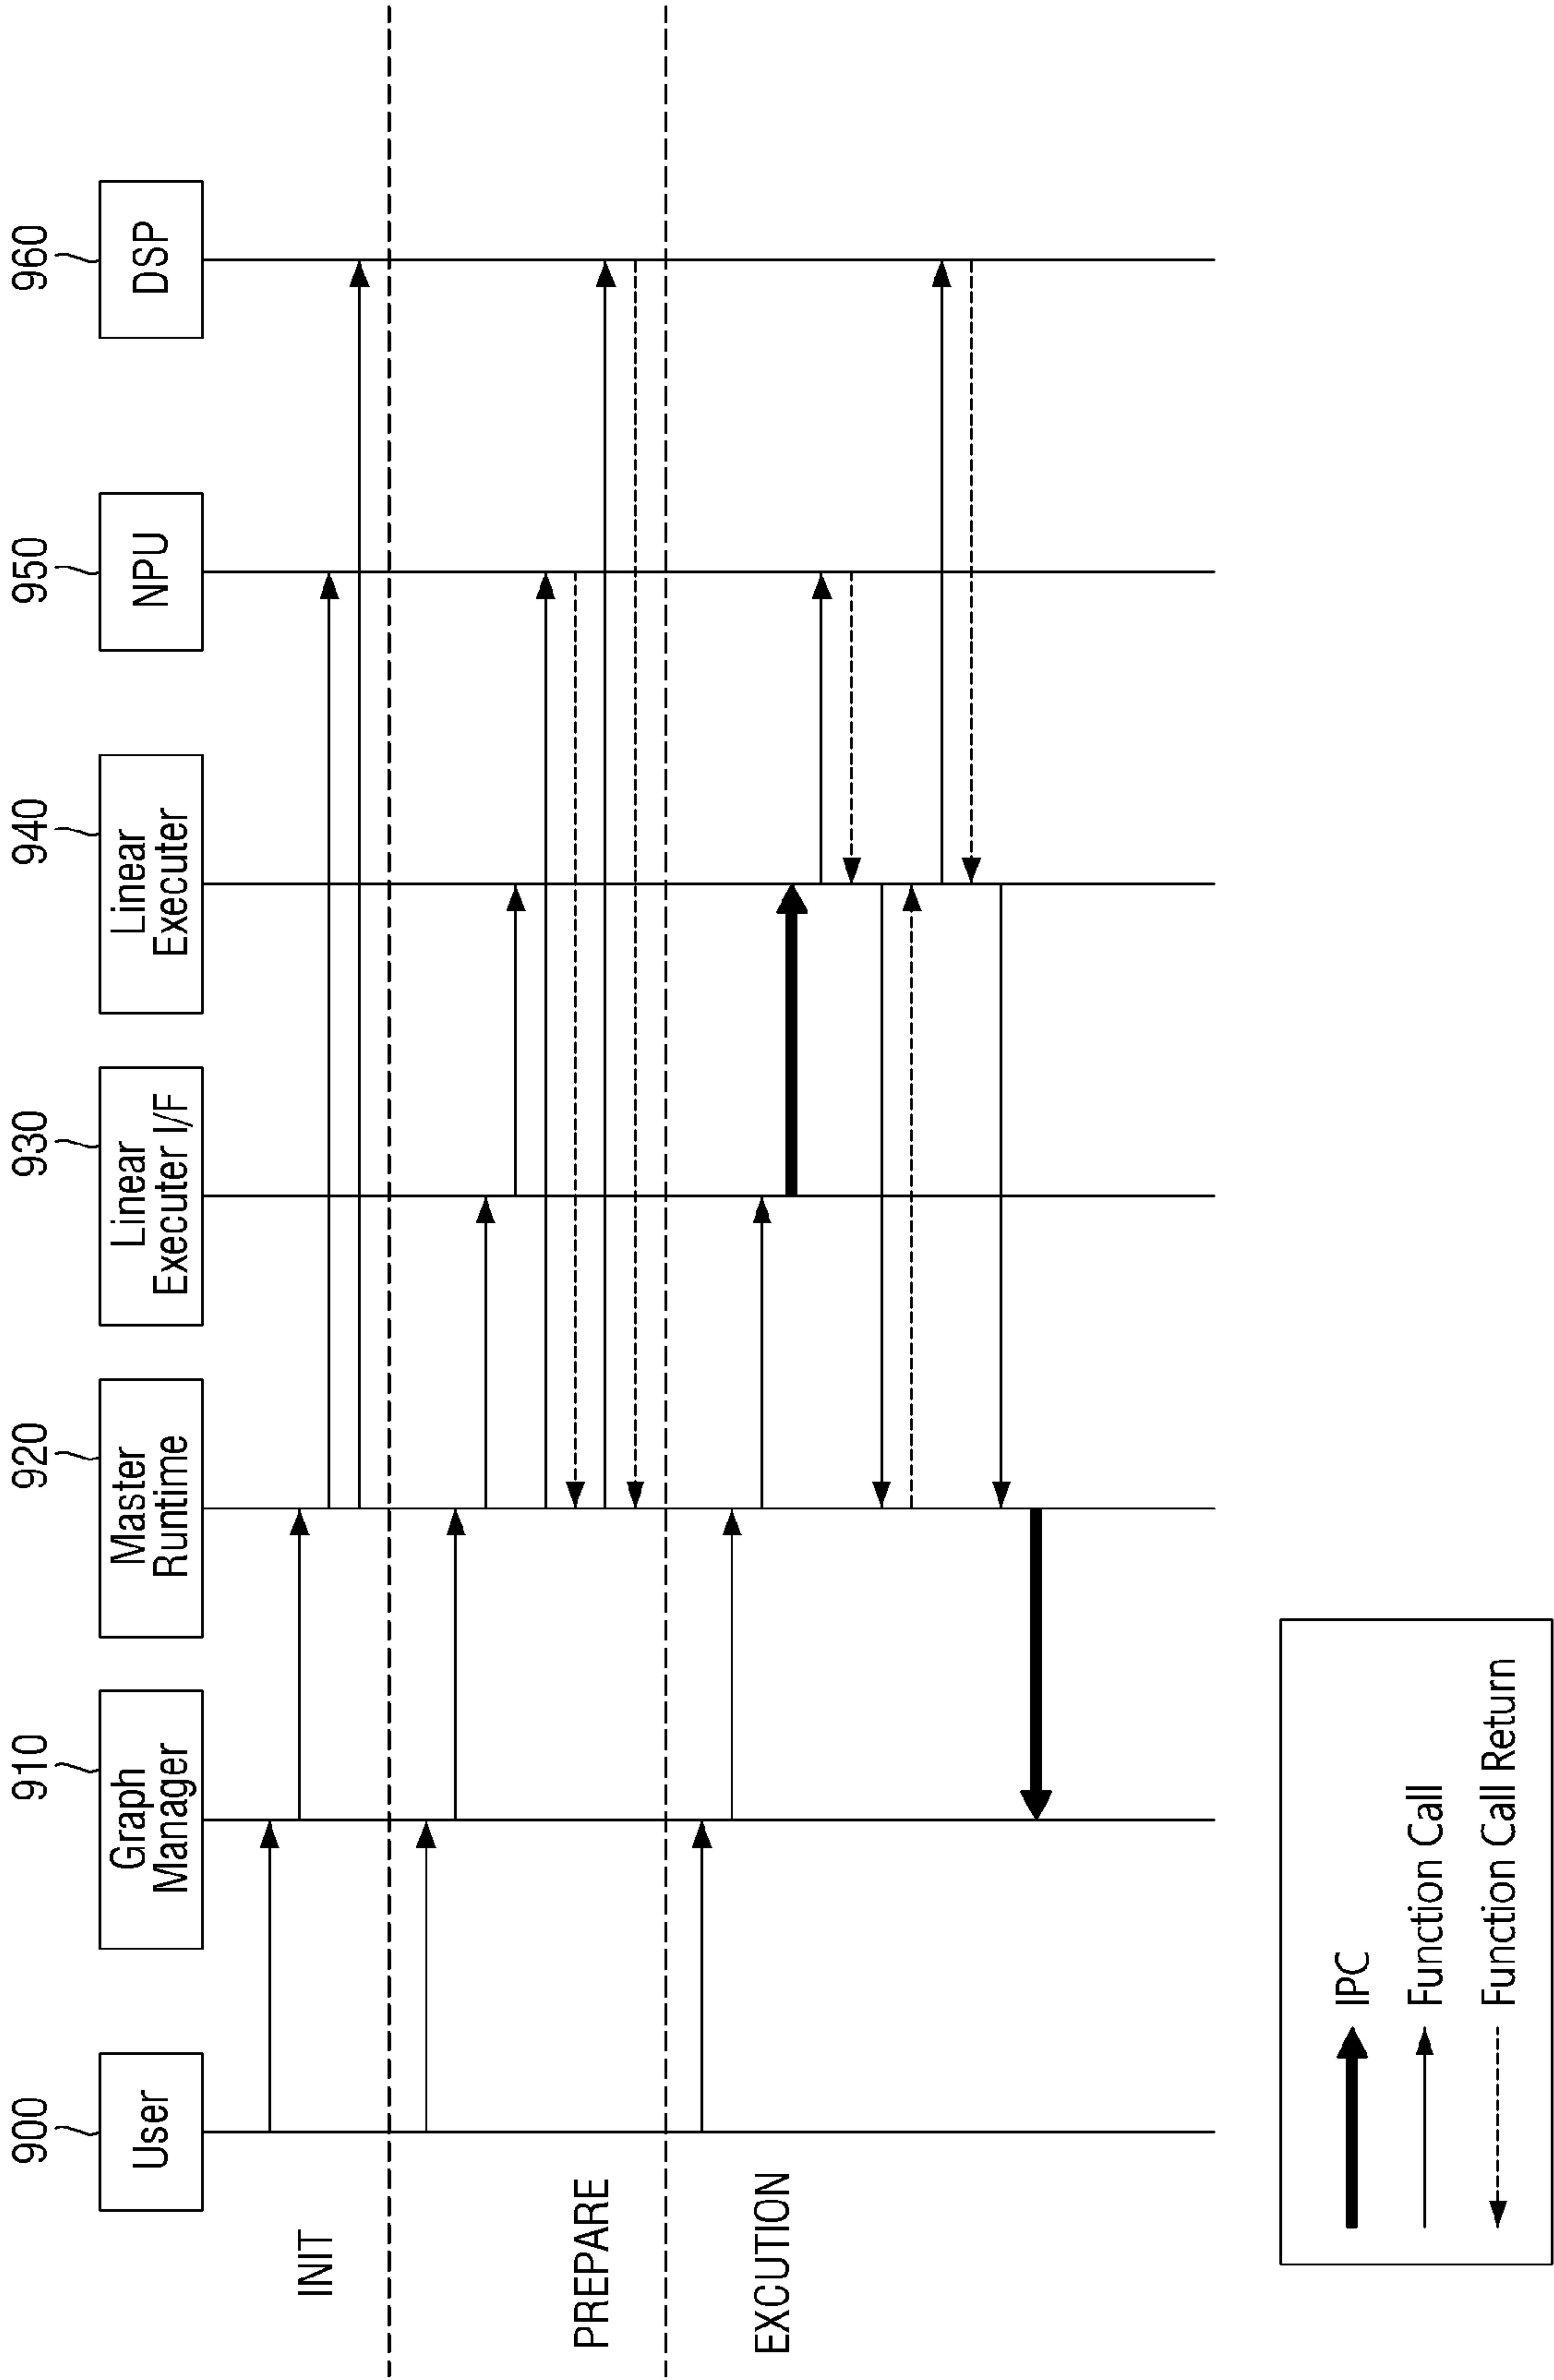 900
910
920
930
940
950
960
User
Graph
Manager
Master
Runtime
Linear
Executer I/F
Linear
Executer
NPU
DSP
INIT
PREPARE
EXCUTION
IPC
Function Call
Function Call Return